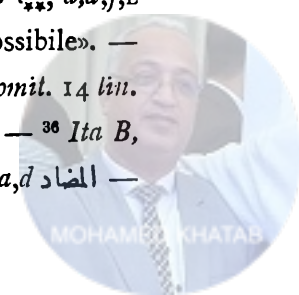 a,d,j,L
ossibile». —
omit. 14 lin.
— ³⁶ Ita B,
a,d المضاد —
MOHAMED KHATAB